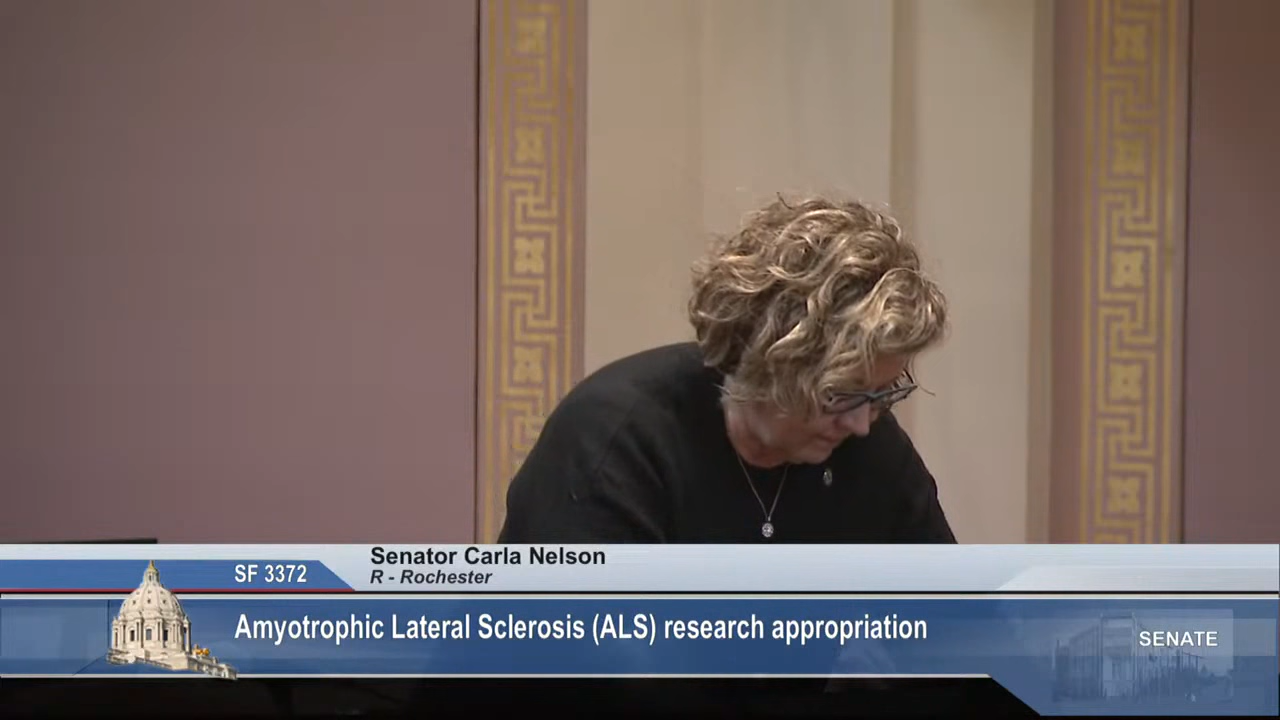 Senator Carla Nelson
SF 3372
R - Rochester
Amyotrophic Lateral Sclerosis (ALS) research appropriation
SENATE